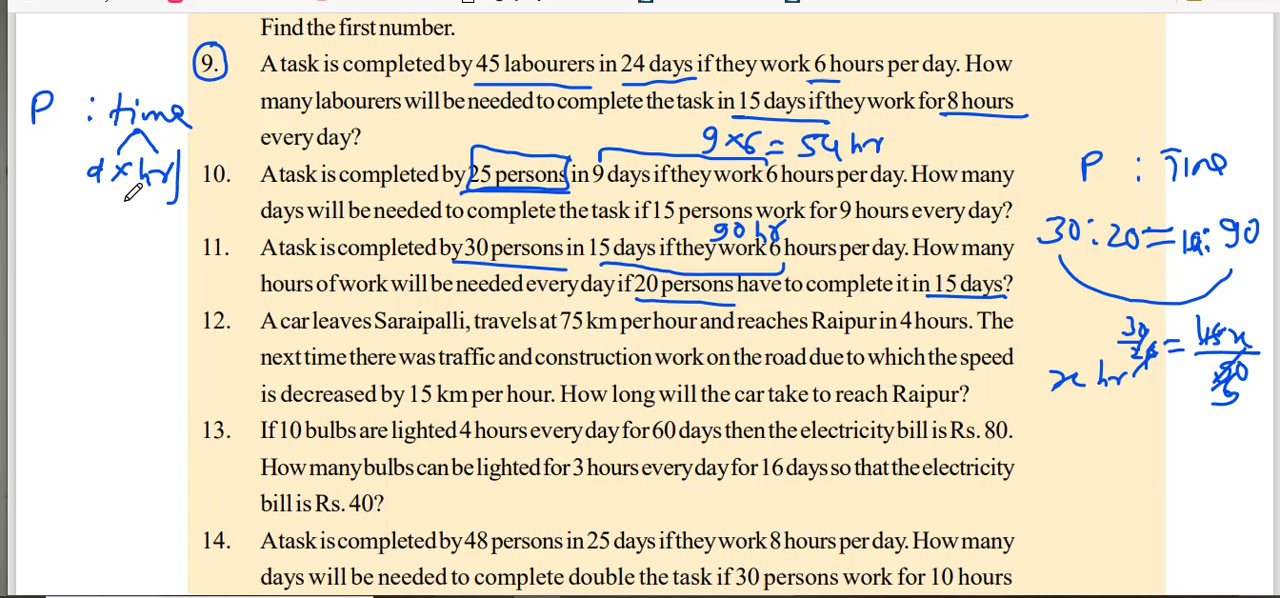 Find the first number.
9. A task is completed by 45 labourers in 24 days if they work 6 hours per day. How
many labourers will be needed to complete the task in 15 days if they work for 8 hours
every day?
P : time
d x hr
9 x 6 = 54 hr
10. A task is completed by 25 persons in 9 days if they work 6 hours per day. How many
days will be needed to complete the task if 15 persons work for 9 hours every day?
P : Time
90 hr
11. A task is completed by 30 persons in 15 days if they work 6 hours per day. How many
hours of work will be needed every day if 20 persons have to complete it in 15 days?
30 : 20 = : 90
12. A car leaves Saraipalli, travels at 75 km per hour and reaches Raipur in 4 hours. The
next time there was traffic and construction work on the road due to which the speed
is decreased by 15 km per hour. How long will the car take to reach Raipur?
30 =
x hr
13. If 10 bulbs are lighted 4 hours every day for 60 days then the electricity bill is Rs. 80.
How many bulbs can be lighted for 3 hours every day for 16 days so that the electricity
bill is Rs. 40?
14. A task is completed by 48 persons in 25 days if they work 8 hours per day. How many
days will be needed to complete double the task if 30 persons work for 10 hours